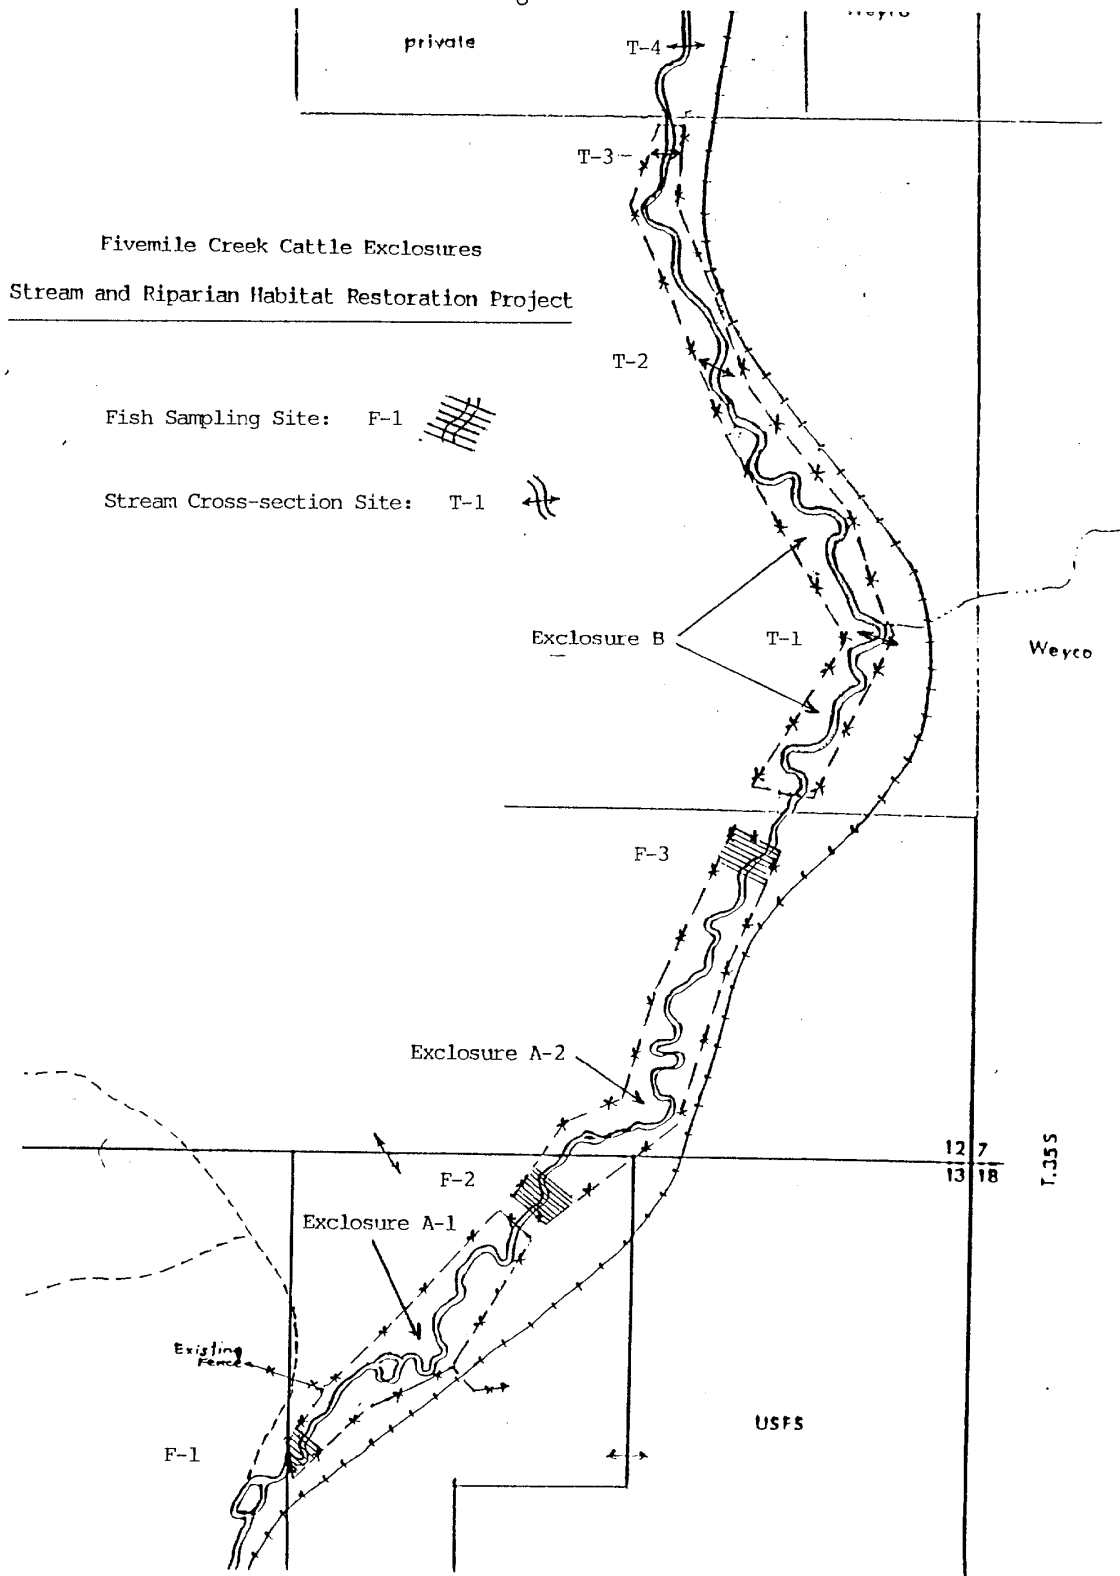 Weyco
private
T-4
T-3
Fivemile Creek Cattle Exclosures
Stream and Riparian Habitat Restoration Project
T-2
Fish Sampling Site: F-1
Stream Cross-section Site: T-1
Exclosure B
T-1
Weyco
F-3
Exclosure A-2
12 7
13 18
T.35S
F-2
Exclosure A-1
Existing
Fence
USFS
F-1